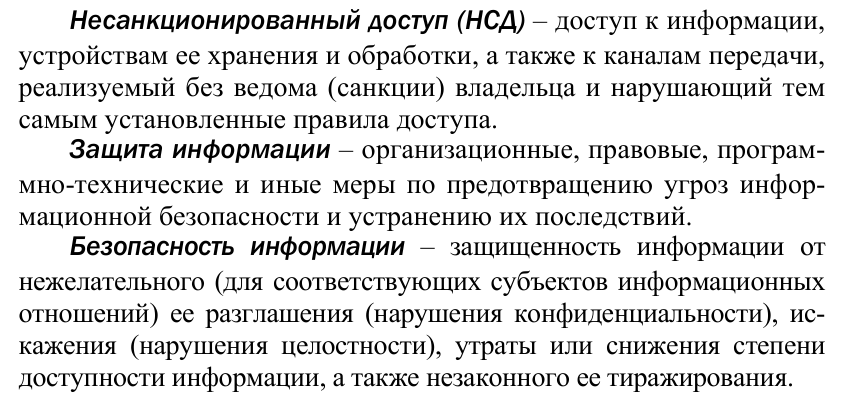 Несанкционированный доступ (НСД) – доступ к информации,
устройствам ее хранения и обработки, а также к каналам передачи,
реализуемый без ведома (санкции) владельца и нарушающий тем
самым установленные правила доступа.
Защита информации – организационные, правовые, програм-
мно-технические и иные меры по предотвращению угроз инфор-
мационной безопасности и устранению их последствий.
Безопасность информации – защищенность информации от
нежелательного (для соответствующих субъектов информационных
отношений) ее разглашения (нарушения конфиденциальности), ис-
кажения (нарушения целостности), утраты или снижения степени
доступности информации, а также незаконного ее тиражирования.